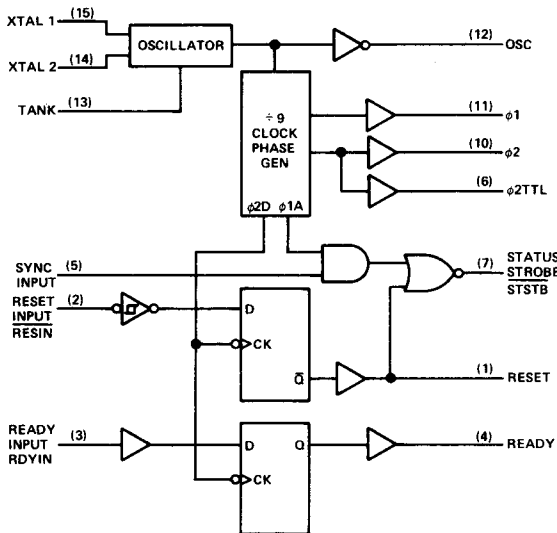 XTAL 1 (15)
XTAL 2 (14)
TANK (13)
OSCILLATOR
(12) OSC
÷ 9
CLOCK
PHASE
GEN
φ2D φ1A
(11) φ1
(10) φ2
(6) φ2TTL
SYNC
INPUT
(5)
RESET
INPUT
RESIN
(2)
D
CK
Q
(7)
STATUS
STROBE
STSTB
(1) RESET
READY
INPUT
RDYIN
(3)
D
Q
CK
(4) READY